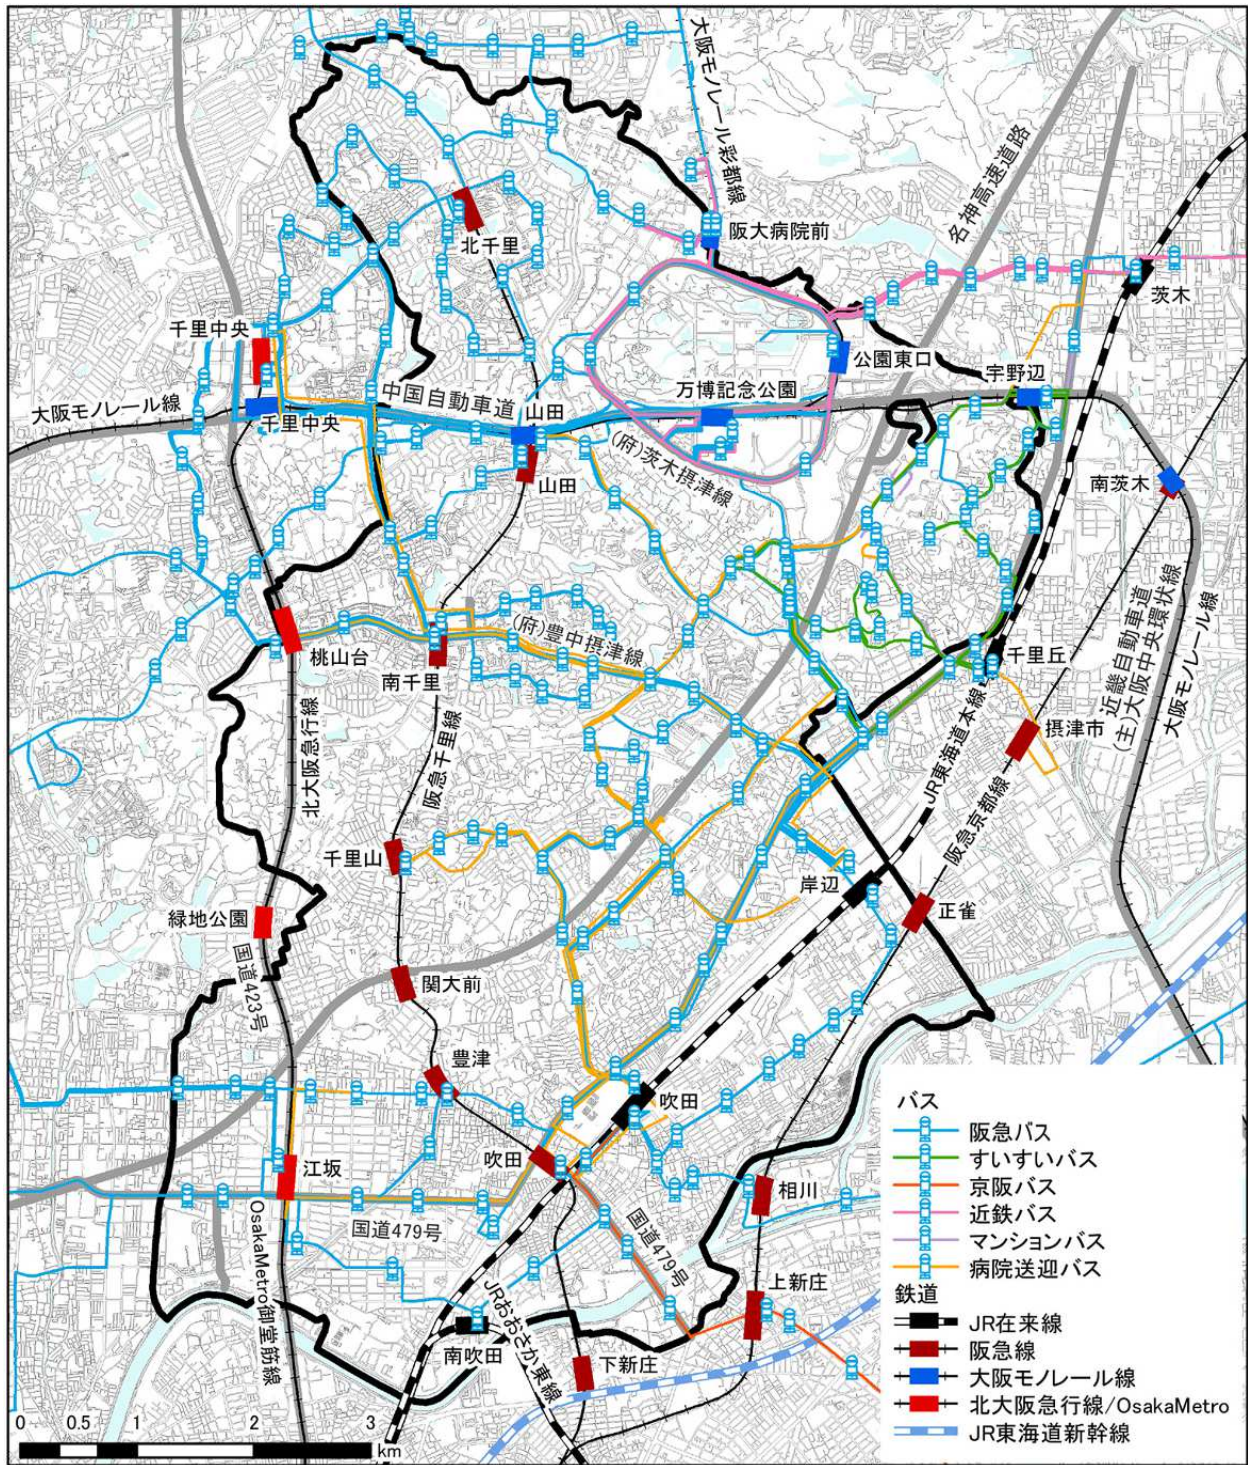 大阪モノレール彩都線
名神高速道路
阪大病院前
北千里
茨木
千里中央
公園東口
宇野辺
万博記念公園
中国自動車道
山田
大阪モノレール線
千里中央
(府)茨木摂津線
山田
南茨木
(府)豊中摂津線
近畿自動車道
(主)大阪中央環状線
大阪モノレール線
桃山台
南千里
千里丘
摂津市
北大阪急行線
阪急千里線
JR東海道本線
阪急京都線
千里山
岸辺
正雀
緑地公園
国道423号
関大前
豊津
吹田
吹田
江坂
相川
国道479号
国道479号
OsakaMetro御堂筋線
JRおおさか東線
上新庄
南吹田
下新庄
バス
阪急バス
すいすいバス
京阪バス
近鉄バス
マンションバス
病院送迎バス
鉄道
JR在来線
阪急線
大阪モノレール線
北大阪急行線/OsakaMetro
JR東海道新幹線
0 0.5 1 2 3
km